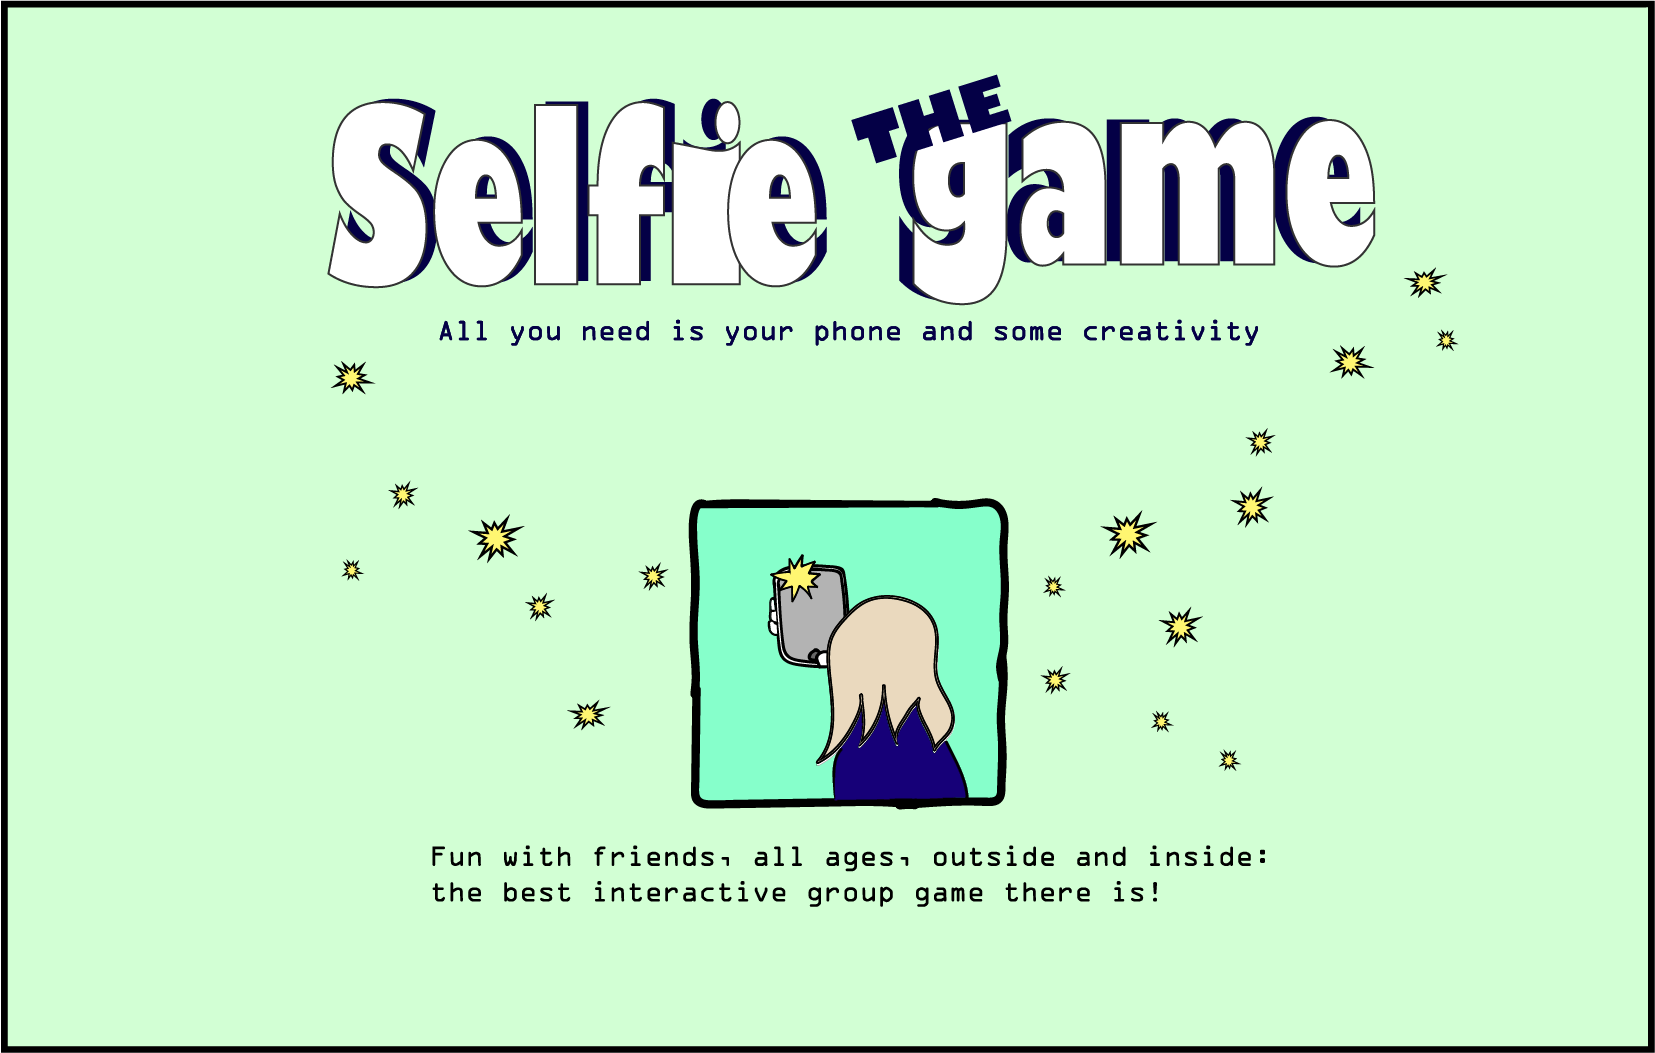 Selfie THE game
All you need is your phone and some creativity
Fun with friends, all ages, outside and inside:
the best interactive group game there is!